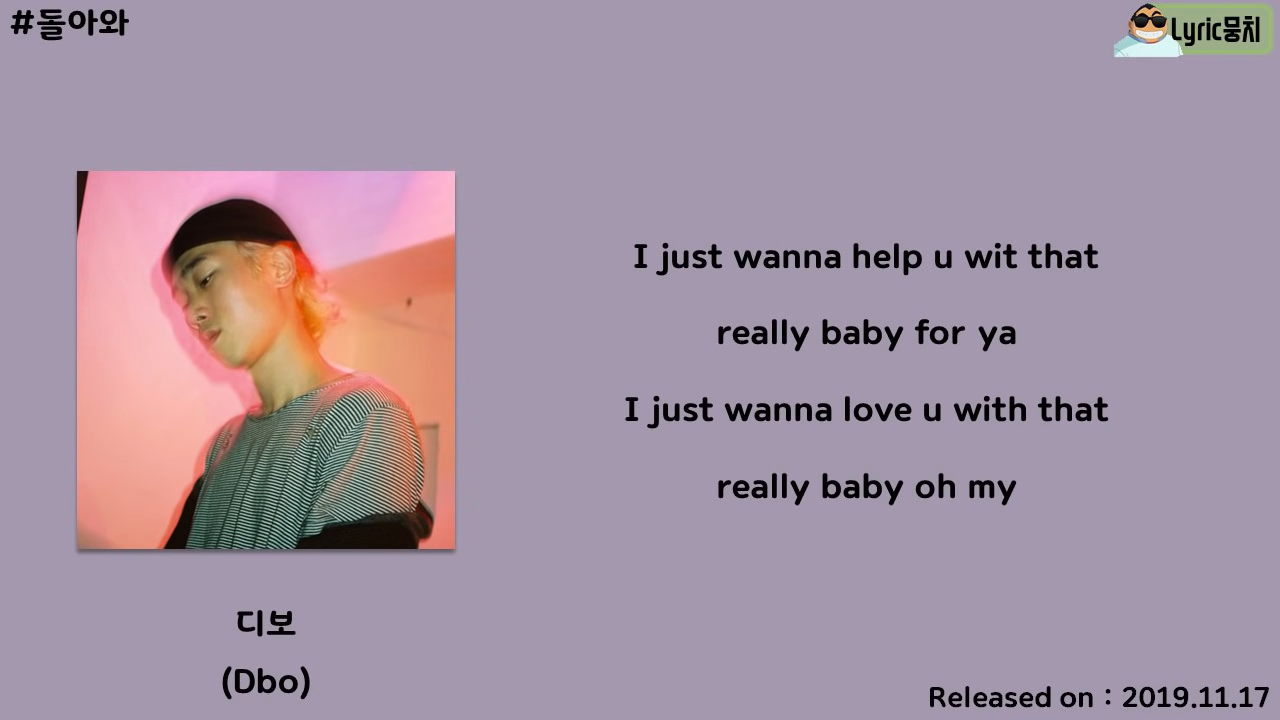 #돌아와
Lyric뭉치
I just wanna help u wit that
really baby for ya
I just wanna love u with that
really baby oh my
디보
(Dbo)
Released on : 2019.11.17